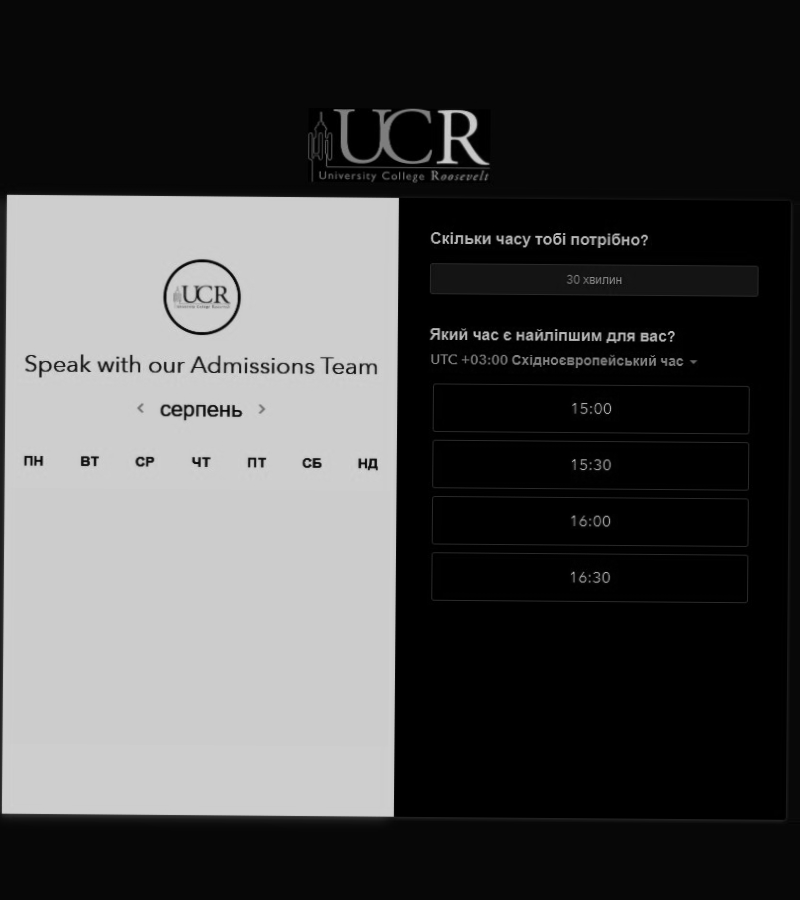 UCR
University College Roosevelt
UCR
Speak with our Admissions Team
< серпень >
ПН ВТ СР ЧТ ПТ СБ НД
Скільки часу тобі потрібно?
30 хвилин
Який час є найліпшим для вас?
UTC +03:00 Східноєвропейський час
15:00
15:30
16:00
16:30